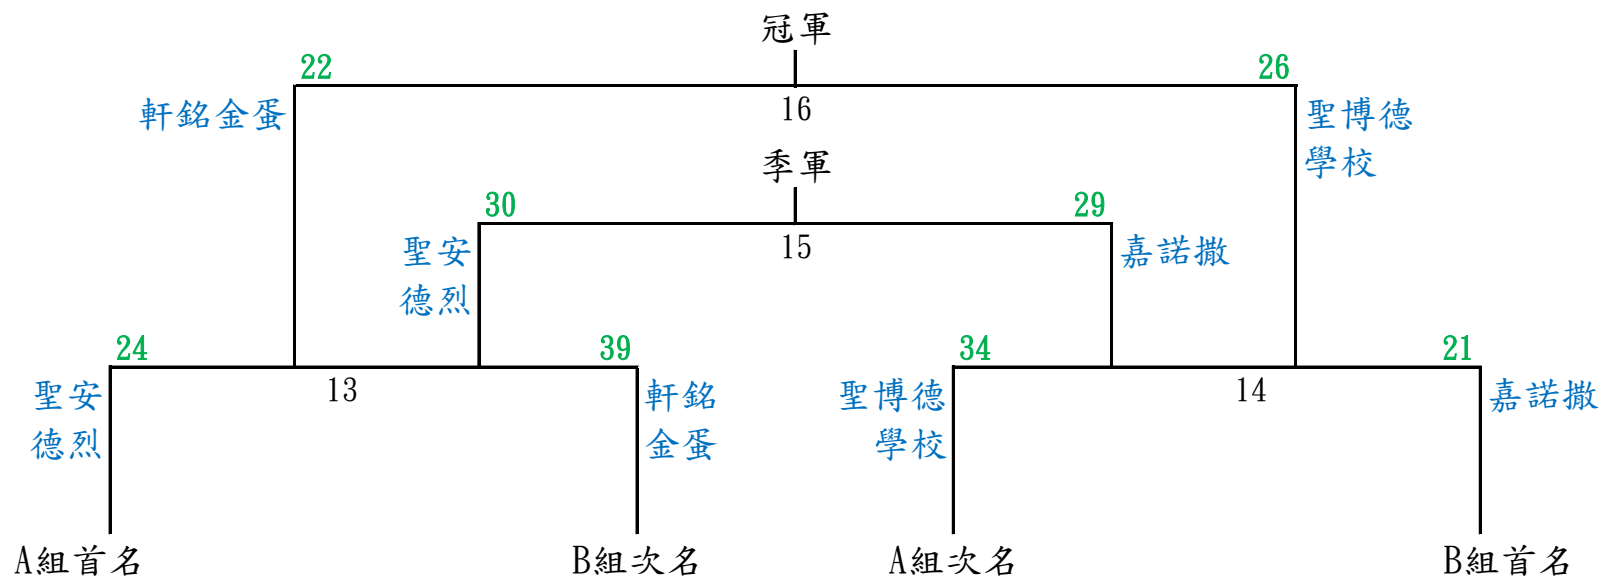 冠軍
22
26
軒銘金蛋
16
聖博德
學校
季軍
30
29
聖安
德烈
15
嘉諾撒
24
39
34
21
聖安
德烈
13
軒銘
金蛋
聖博德
學校
14
嘉諾撒
A組首名
B組次名
A組次名
B組首名